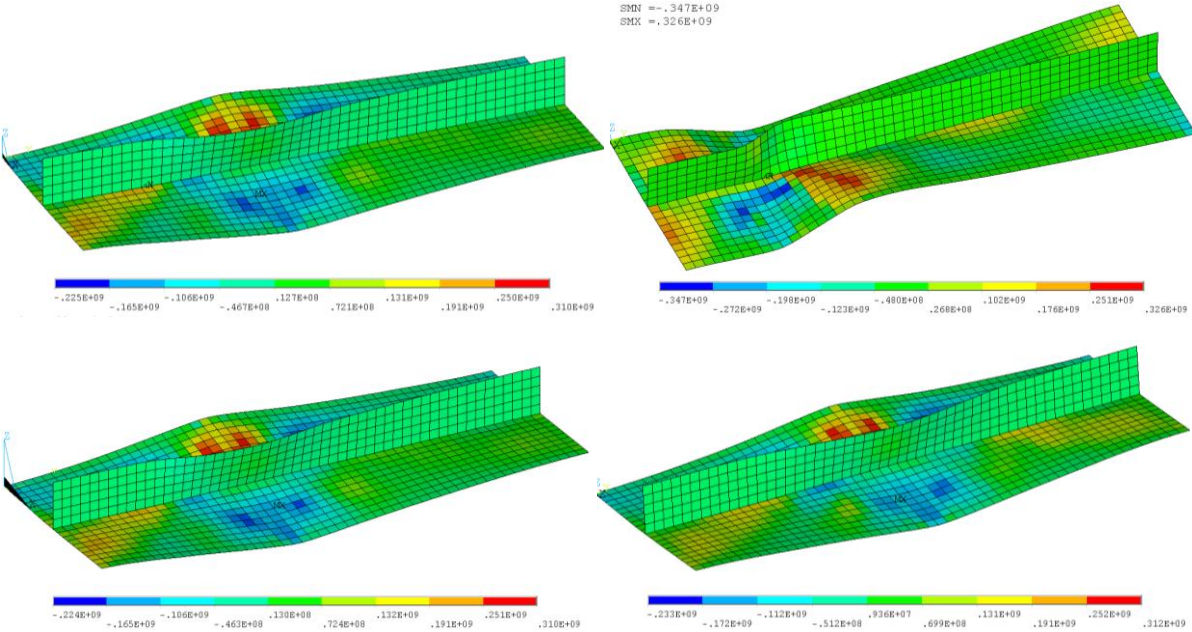 SMN =-.347E+09
SMX =.326E+09
MX
-.225E+09 -.106E+09 .127E+08 .131E+09 .250E+09
-.165E+09 -.467E+08 .721E+08 .191E+09 .310E+09
-.347E+09 -.198E+09 -.480E+08 .102E+09 .251E+09
-.272E+09 -.123E+09 .268E+08 .176E+09 .326E+09
MX
MX
-.224E+09 -.106E+09 .130E+08 .132E+09 .251E+09
-.165E+09 -.463E+08 .724E+08 .191E+09 .310E+09
-.233E+09 -.112E+09 .936E+07 .131E+09 .252E+09
-.172E+09 -.512E+08 .699E+08 .191E+09 .312E+09